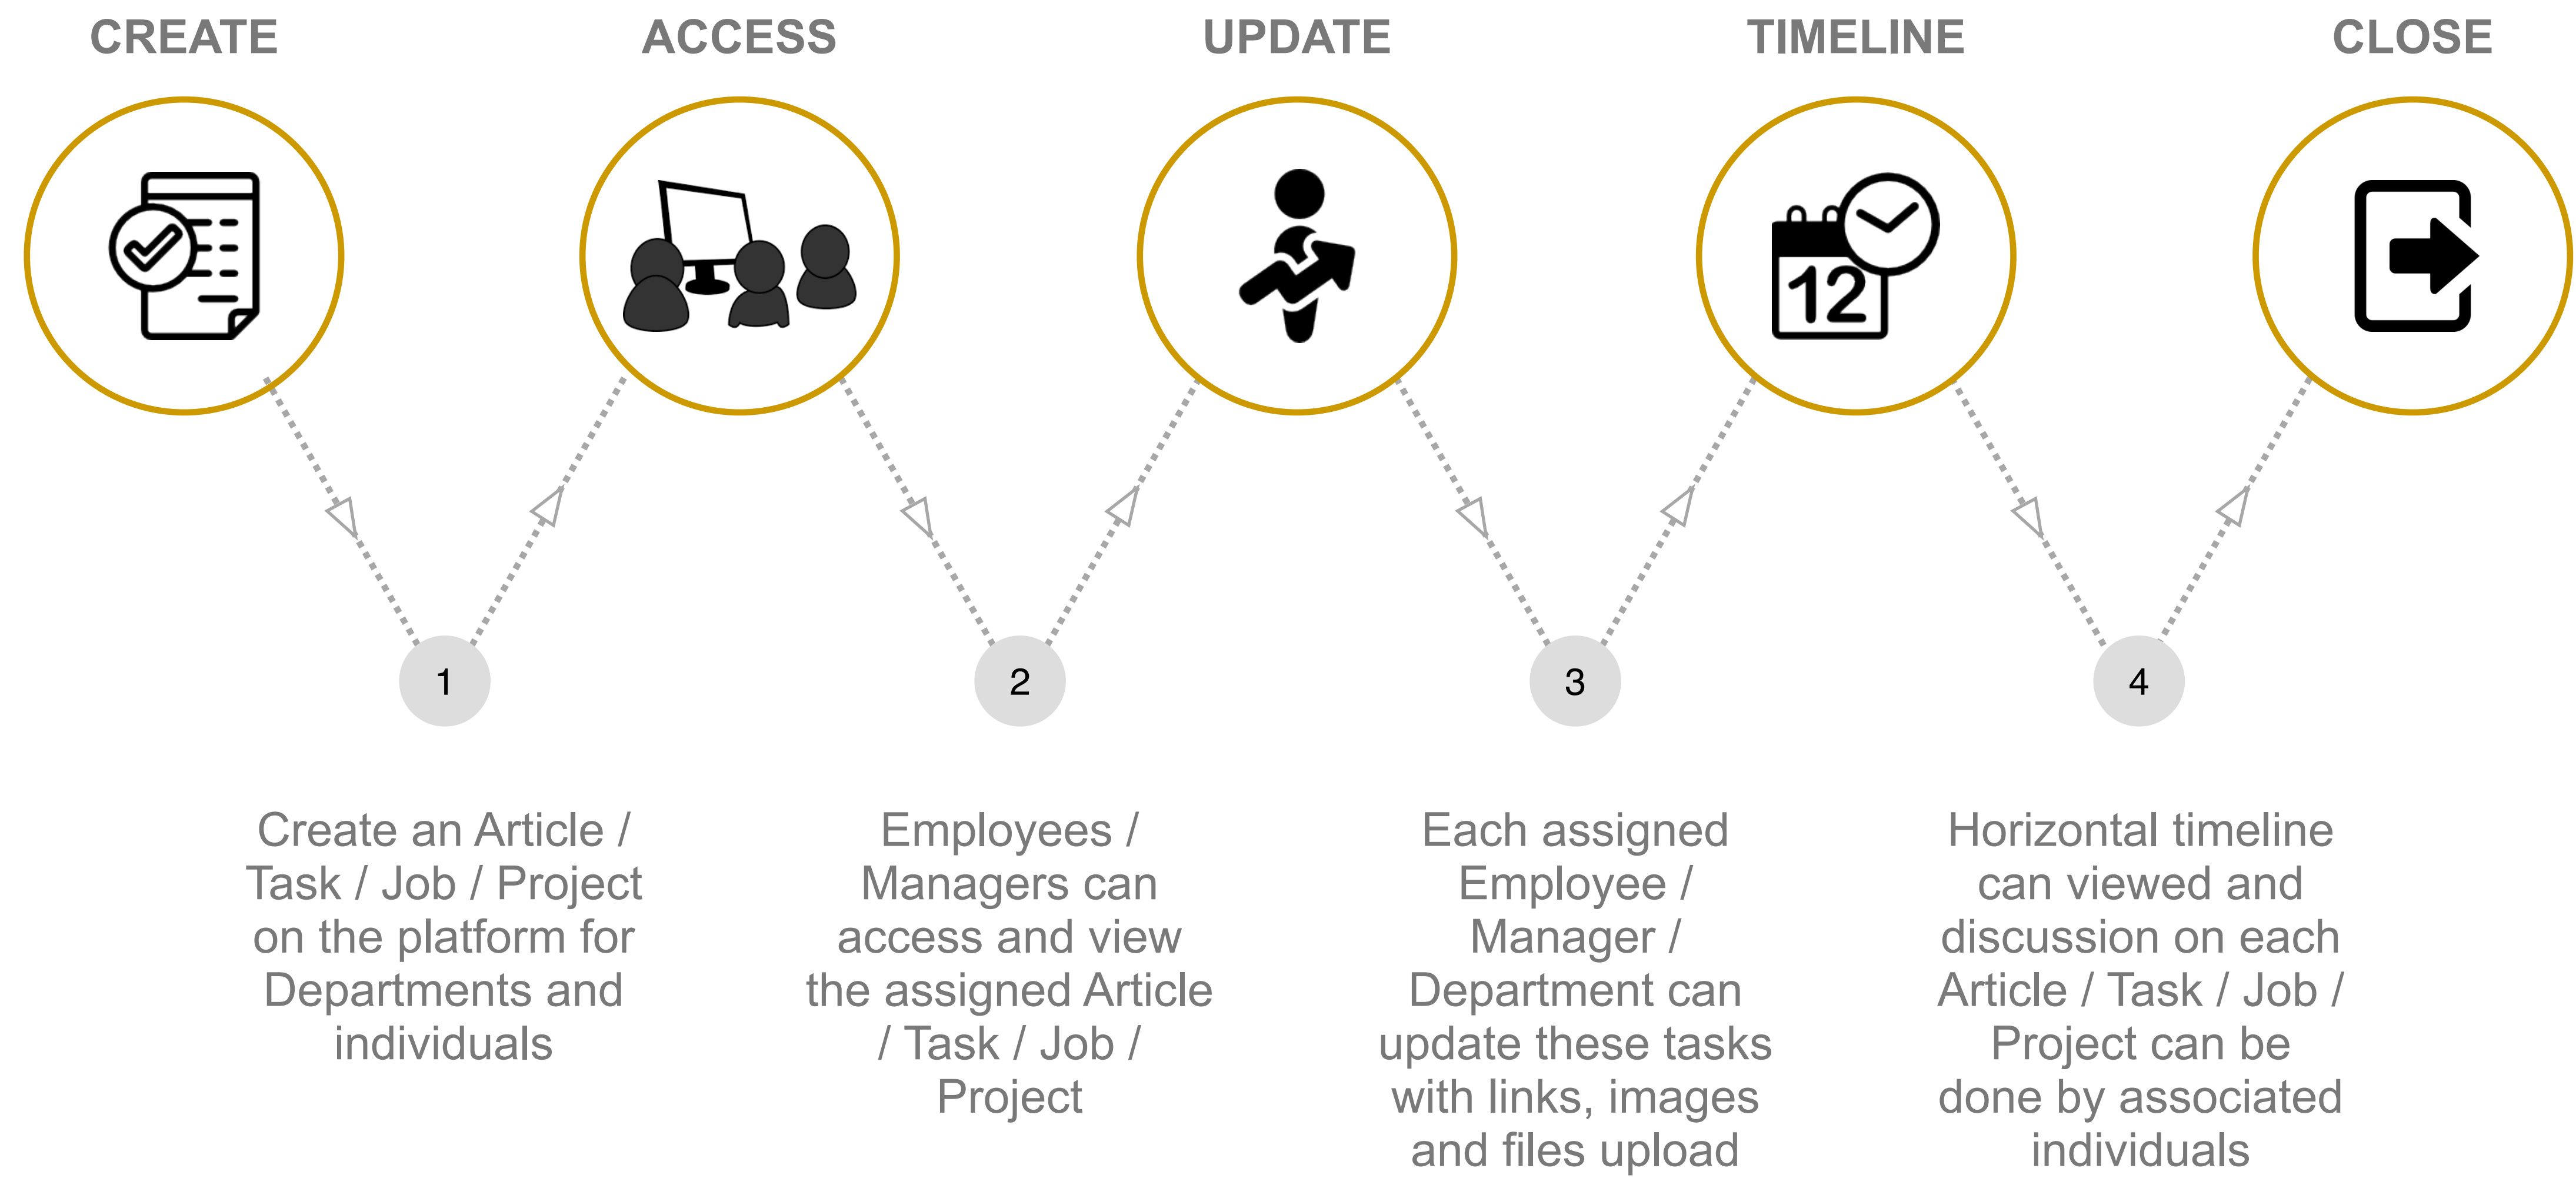 CREATE
ACCESS
UPDATE
TIMELINE
CLOSE
12
1
2
3
4
Create an Article /
Task / Job / Project
on the platform for
Departments and
individuals
Employees /
Managers can
access and view
the assigned Article
/ Task / Job /
Project
Each assigned
Employee /
Manager /
Department can
update these tasks
with links, images
and files upload
Horizontal timeline
can viewed and
discussion on each
Article / Task / Job /
Project can be
done by associated
individuals